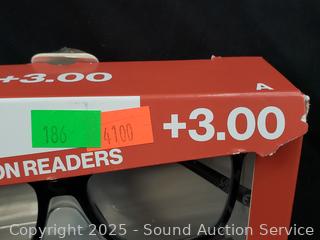 +3.00
A
186
4100
+3.00
ON READERS
Copyright 2025 - Sound Auction Service